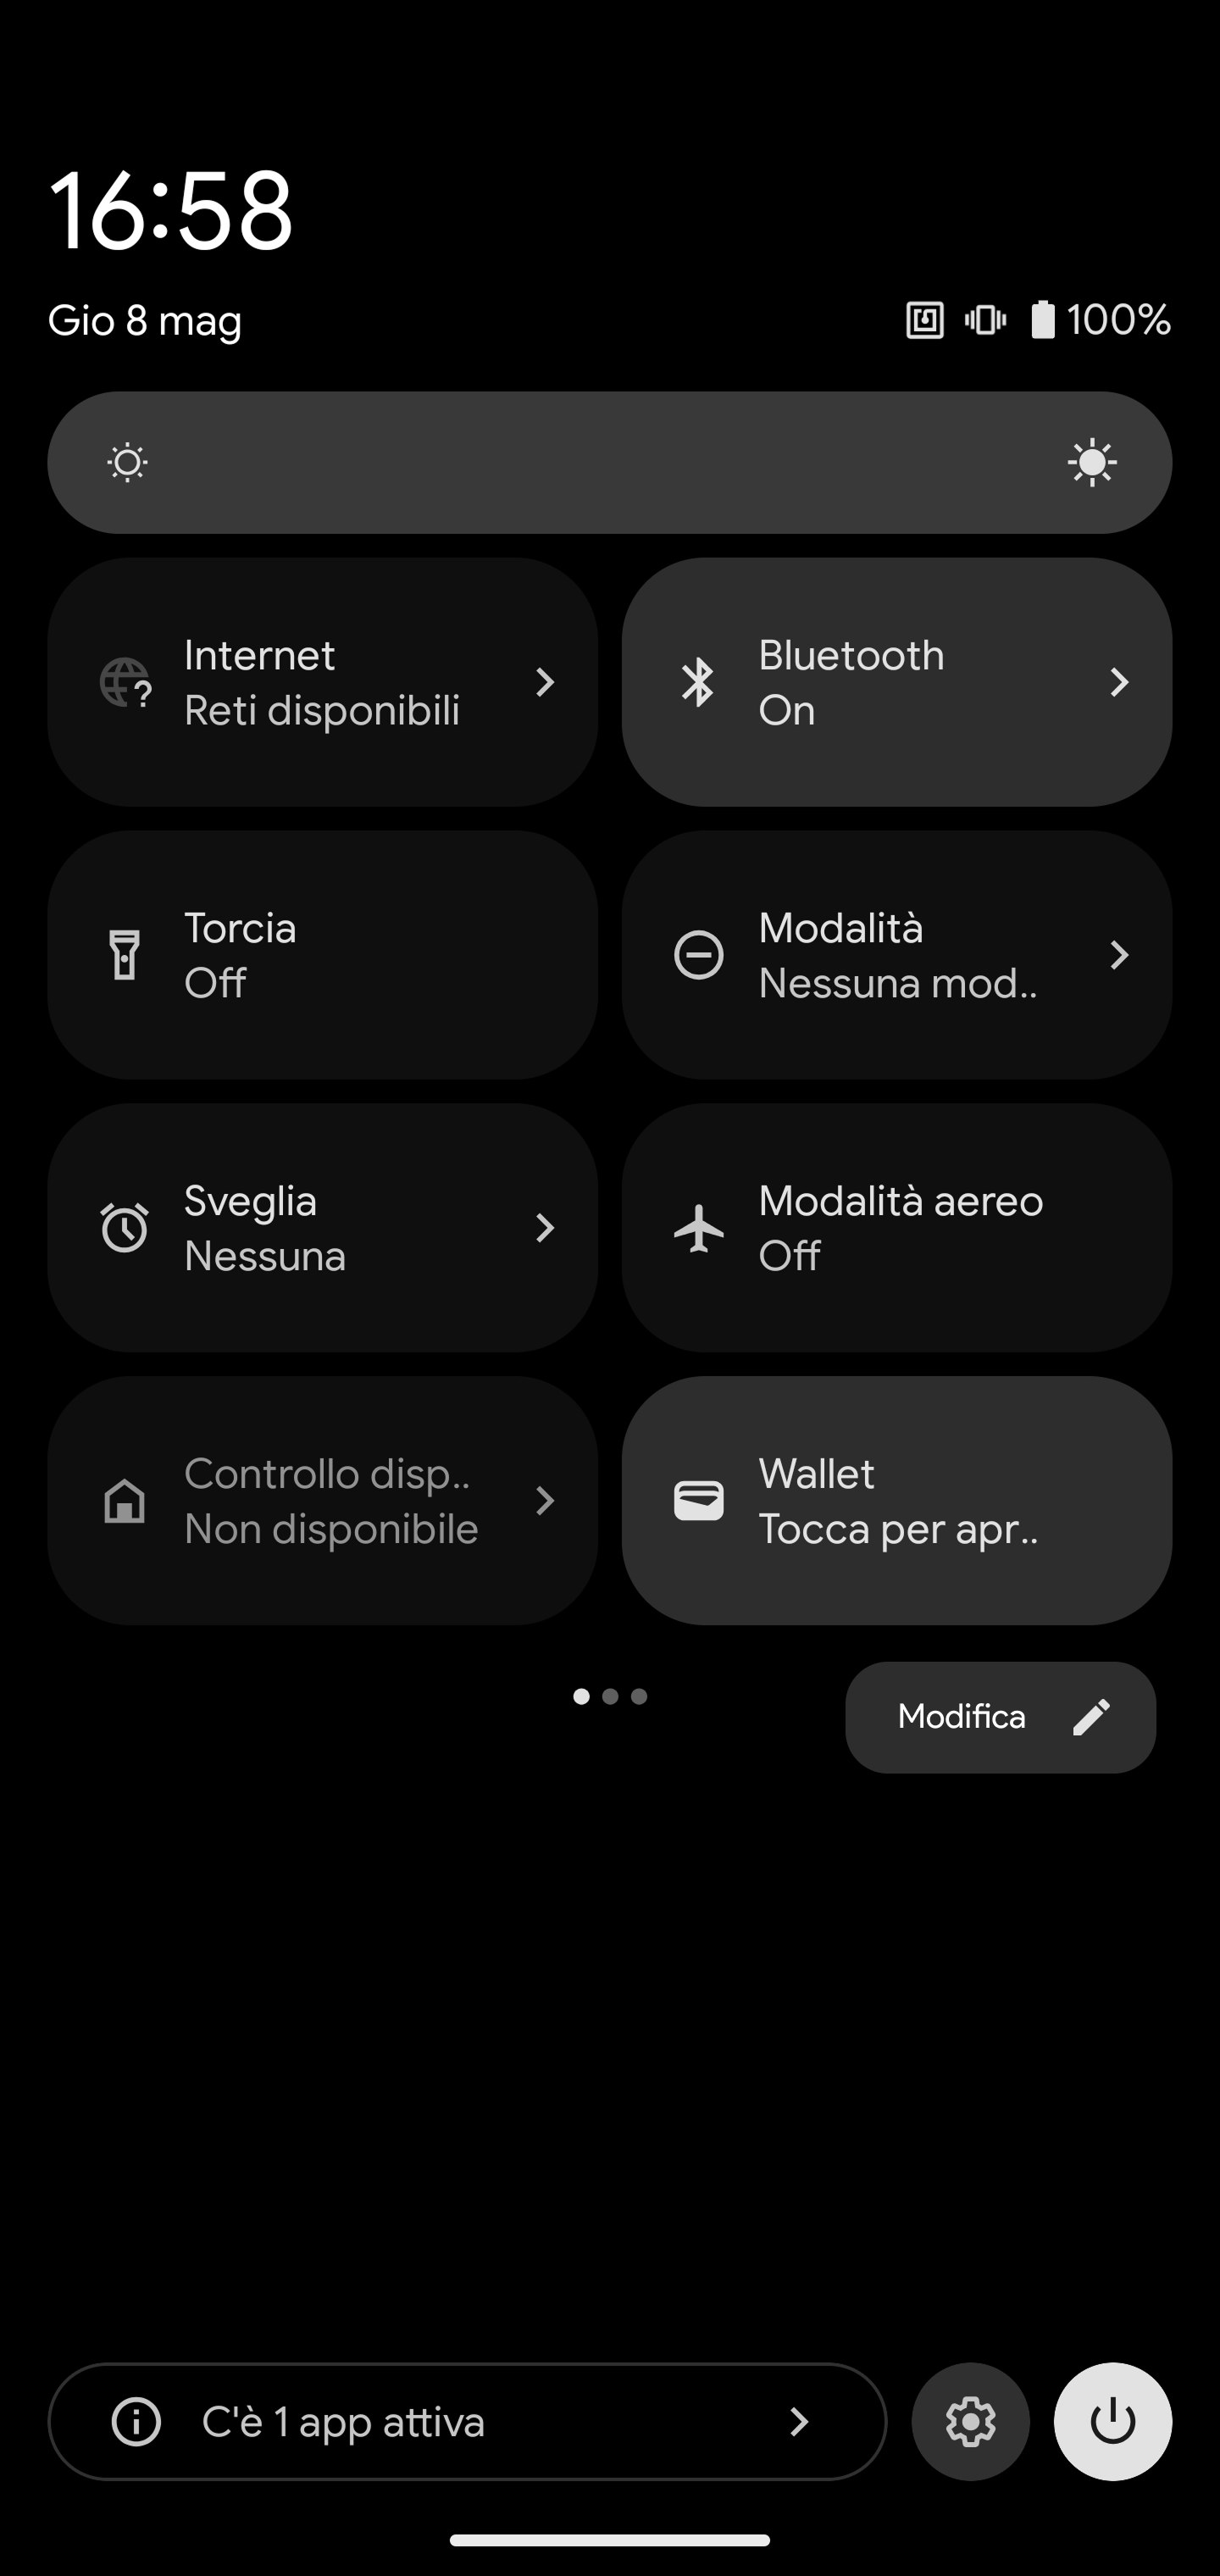 16:58
Gio 8 mag
100%
Internet
Reti disponibili
Bluetooth
On
Torcia
Off
Modalità
Nessuna mod..
Sveglia
Nessuna
Modalità aereo
Off
Controllo disp..
Non disponibile
Wallet
Tocca per apr..
Modifica
C'è 1 app attiva